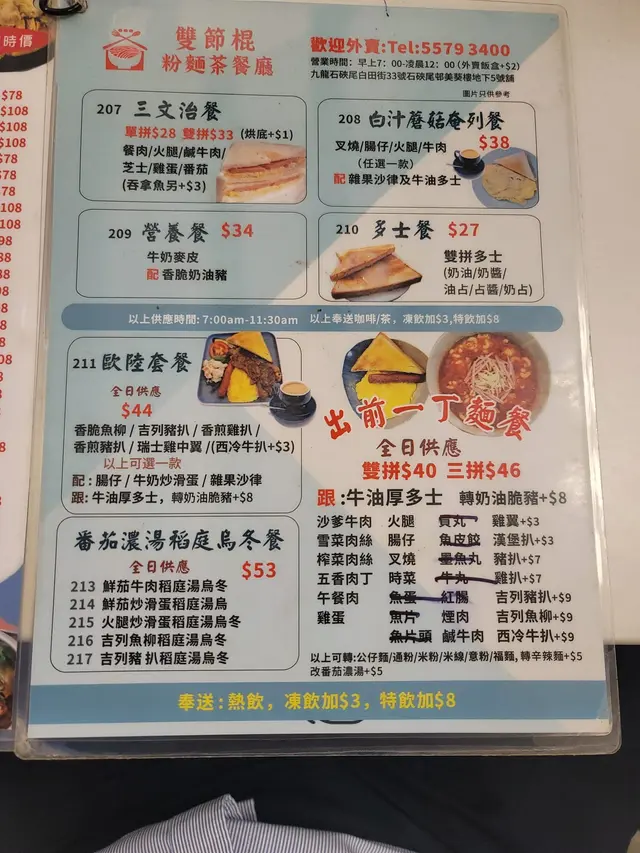 時價
$78
$108
$108
$108
$78
$78
$78
108
108
98
雙節棍
粉麵茶餐廳
歡迎外賣:Tel:5579 3400
營業時間：早上7：00-凌晨12：00 (外賣飯盒+$2)
九龍石硤尾白田街33號石硤尾邨美葵樓地下5號舖
圖片只供參考
207 三文治餐
單拼$28 雙拼$33 (烘底+$1)
餐肉/火腿/鹹牛肉/
芝士/雞蛋/番茄
(吞拿魚另+$3)
208 白汁蘑菇奄列餐
$38
叉燒/腸仔/火腿/牛肉
(任選一款)
配 雜果沙律及牛油多士
209 營養餐 $34
牛奶麥皮
配 香脆奶油豬
210 多士餐 $27
雙拼多士
(奶油/奶醬/
油占/占醬/奶占)
以上供應時間: 7:00am-11:30am 以上奉送咖啡/茶，凍飲加$3,特飲加$8
211 歐陸套餐
全日供應
$44
香脆魚柳 / 吉列豬扒 / 香煎雞扒 /
香煎豬扒 / 瑞士雞中翼 /(西冷牛扒+$3)
以上可選一款
配 : 腸仔 / 牛奶炒滑蛋 / 雜果沙律
跟: 牛油厚多士，轉奶油脆豬+$8
出前一丁麵餐
全日供應
雙拼$40 三拼$46
跟 :牛油厚多士 轉奶油脆豬+$8
沙爹牛肉 火腿 貢丸 雞翼+$3
雪菜肉絲 腸仔 魚皮餃 漢堡扒+$3
榨菜肉絲 叉燒 墨魚丸 豬扒+$7
五香肉丁 時菜 牛丸 雞扒+$7
午餐肉 魚蛋 紅腸 吉列豬扒+$9
雞蛋 魚片 煙肉 吉列魚柳+$9
魚片頭 鹹牛肉 西冷牛扒+$9
以上可轉:公仔麵/通粉/米粉/米線/意粉/福麵, 轉辛辣麵+$5
改番茄濃湯+$5
番茄濃湯稻庭烏冬餐
全日供應 $53
213 鮮茄牛肉稻庭湯烏冬
214 鮮茄炒滑蛋稻庭湯烏
215 火腿炒滑蛋稻庭湯烏冬
216 吉列魚柳稻庭湯烏冬
217 吉列豬 扒稻庭湯烏冬
奉送 : 熱飲，凍飲加$3，特飲加$8